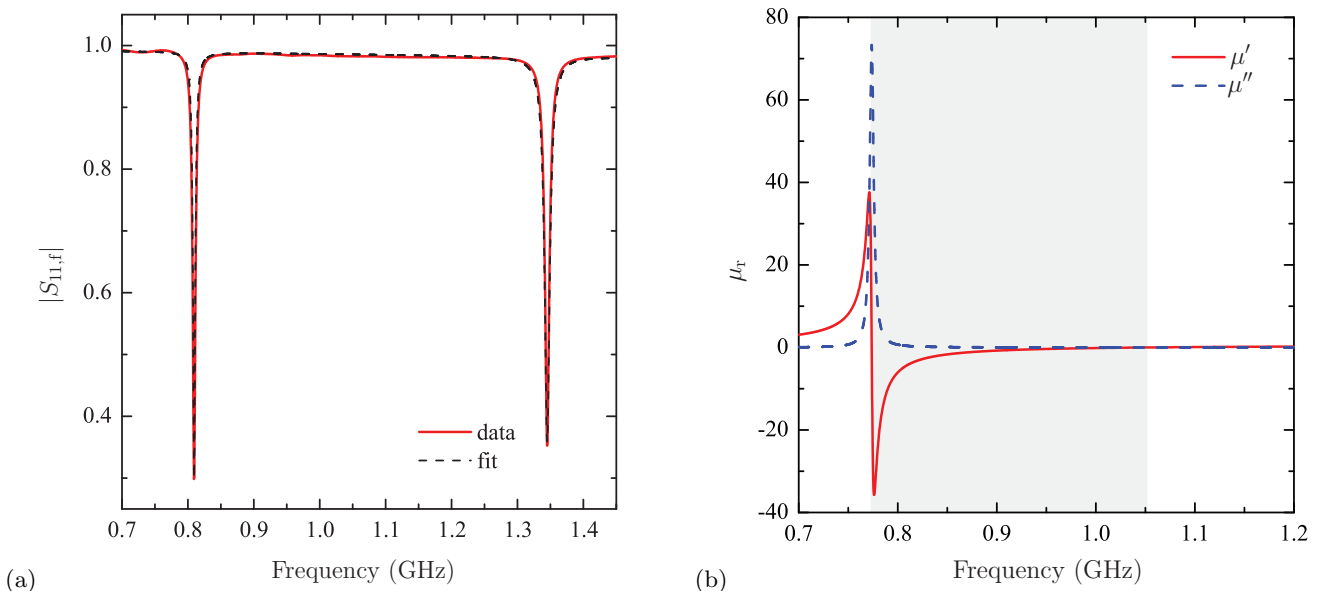 1.0
0.8
0.6
0.4
|S11,f|
data
fit
0.7 0.8 0.9 1.0 1.1 1.2 1.3 1.4
Frequency (GHz)
(a)
80
60
40
20
0
-20
-40
μr
μ′
μ″
0.7 0.8 0.9 1.0 1.1 1.2
Frequency (GHz)
(b)